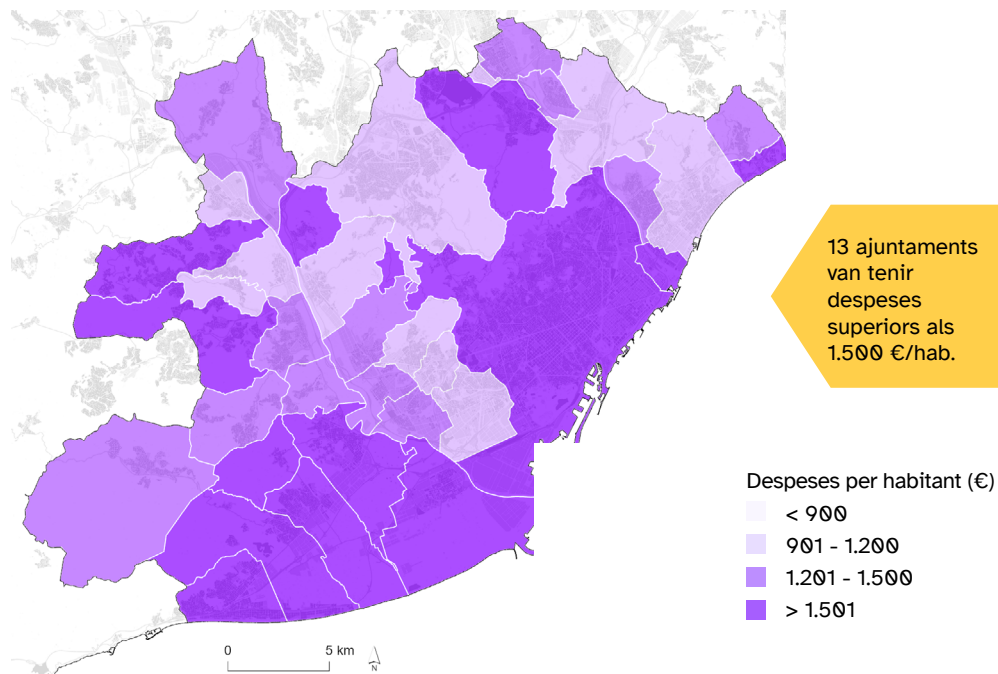 13 ajuntaments
van tenir
despeses
superiors als
1.500 €/hab.
Despeses per habitant (€)
< 900
901 - 1.200
1.201 - 1.500
> 1.501
0
5 km
N